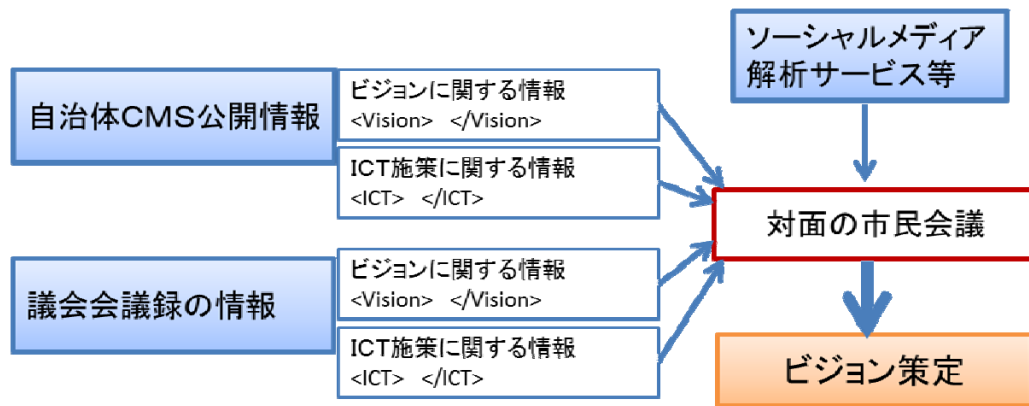 ソーシャルメディア
解析サービス等
自治体CMS公開情報
ビジョンに関する情報
<Vision>  </Vision>
ICT施策に関する情報
<ICT>  </ICT>
対面の市民会議
議会会議録の情報
ビジョンに関する情報
<Vision>  </Vision>
ICT施策に関する情報
<ICT>  </ICT>
ビジョン策定